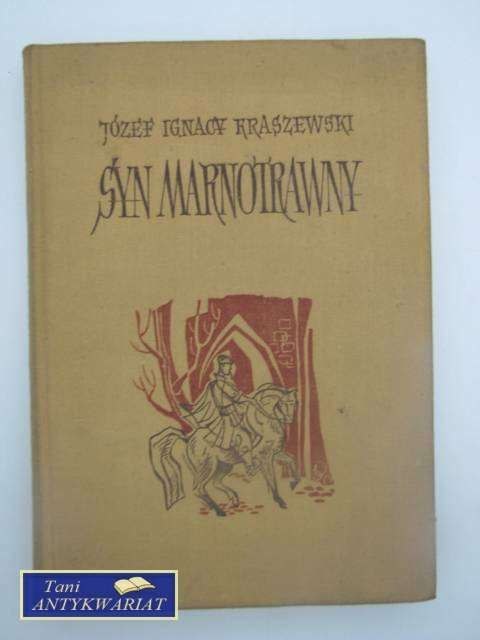 JÓZEF IGNACY KRASZEWSKI
SYN MARNOTRAWNY
Tani
ANTYKWARIAT